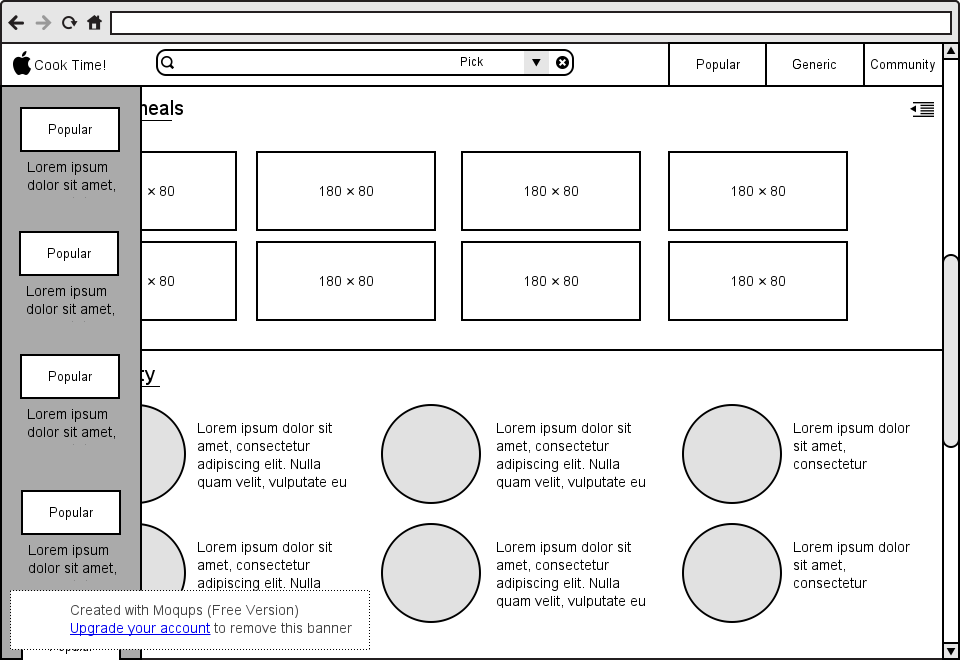 Cook Time!
Pick
Popular
Generic
Community
Popular
Lorem ipsum
dolor sit amet,
Popular
Lorem ipsum
dolor sit amet,
Popular
Lorem ipsum
dolor sit amet,
Popular
Lorem ipsum
dolor sit amet,
× 80
180 × 80
180 × 80
180 × 80
× 80
180 × 80
180 × 80
180 × 80
Lorem ipsum dolor sit
amet, consectetur
adipiscing elit. Nulla
quam velit, vulputate eu
Lorem ipsum dolor sit
amet, consectetur
adipiscing elit. Nulla
quam velit, vulputate eu
Lorem ipsum dolor
sit amet,
consectetur
Lorem ipsum dolor sit
amet, consectetur
adipiscing elit. Nulla
Lorem ipsum dolor sit
amet, consectetur
adipiscing elit. Nulla
quam velit, vulputate eu
Lorem ipsum dolor
sit amet,
consectetur
Created with Moqups (Free Version)
Upgrade your account to remove this banner